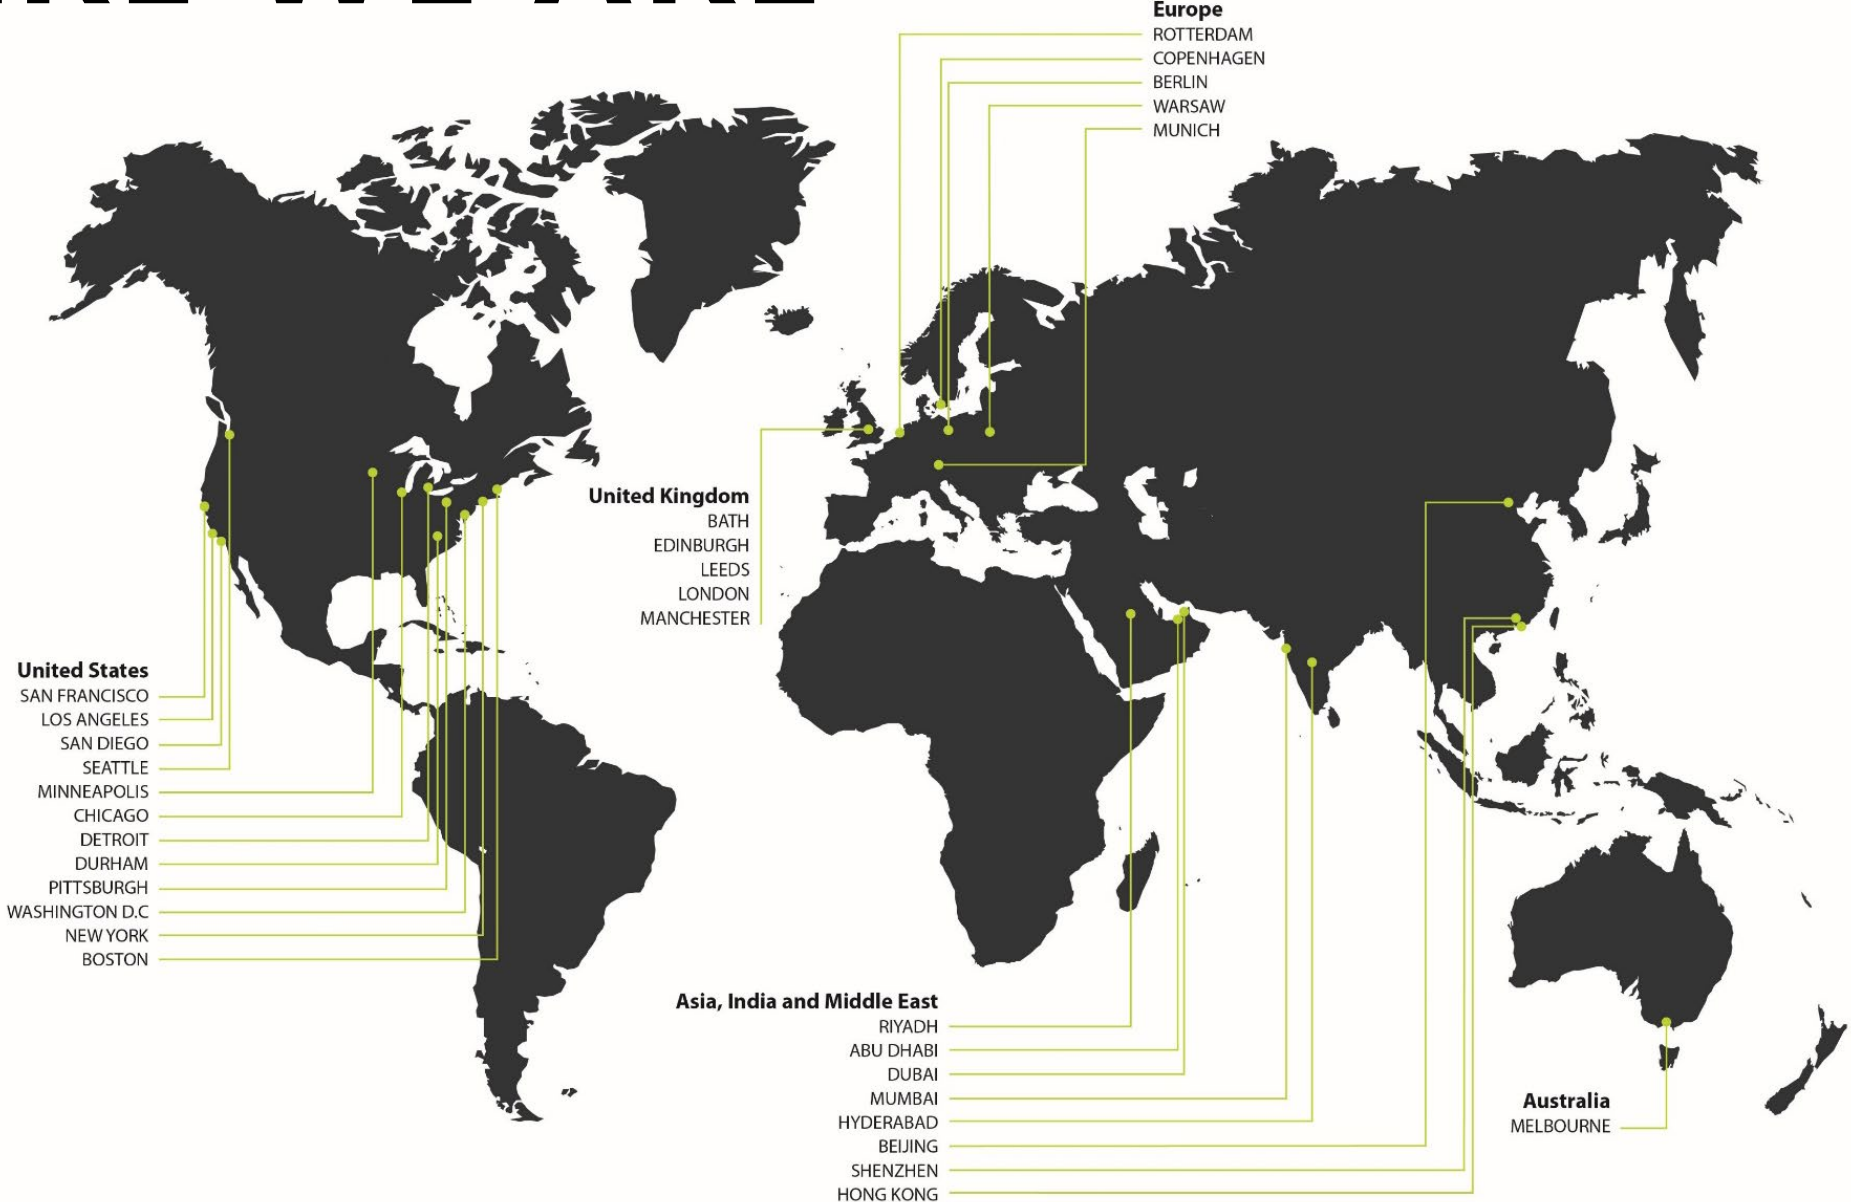 Europe
ROTTERDAM
COPENHAGEN
BERLIN
WARSAW
MUNICH
United Kingdom
BATH
EDINBURGH
LEEDS
LONDON
MANCHESTER
United States
SAN FRANCISCO
LOS ANGELES
SAN DIEGO
SEATTLE
MINNEAPOLIS
CHICAGO
DETROIT
DURHAM
PITTSBURGH
WASHINGTON D.C
NEW YORK
BOSTON
Asia, India and Middle East
RIYADH
ABU DHABI
DUBAI
MUMBAI
HYDERABAD
BEIJING
SHENZHEN
HONG KONG
Australia
MELBOURNE